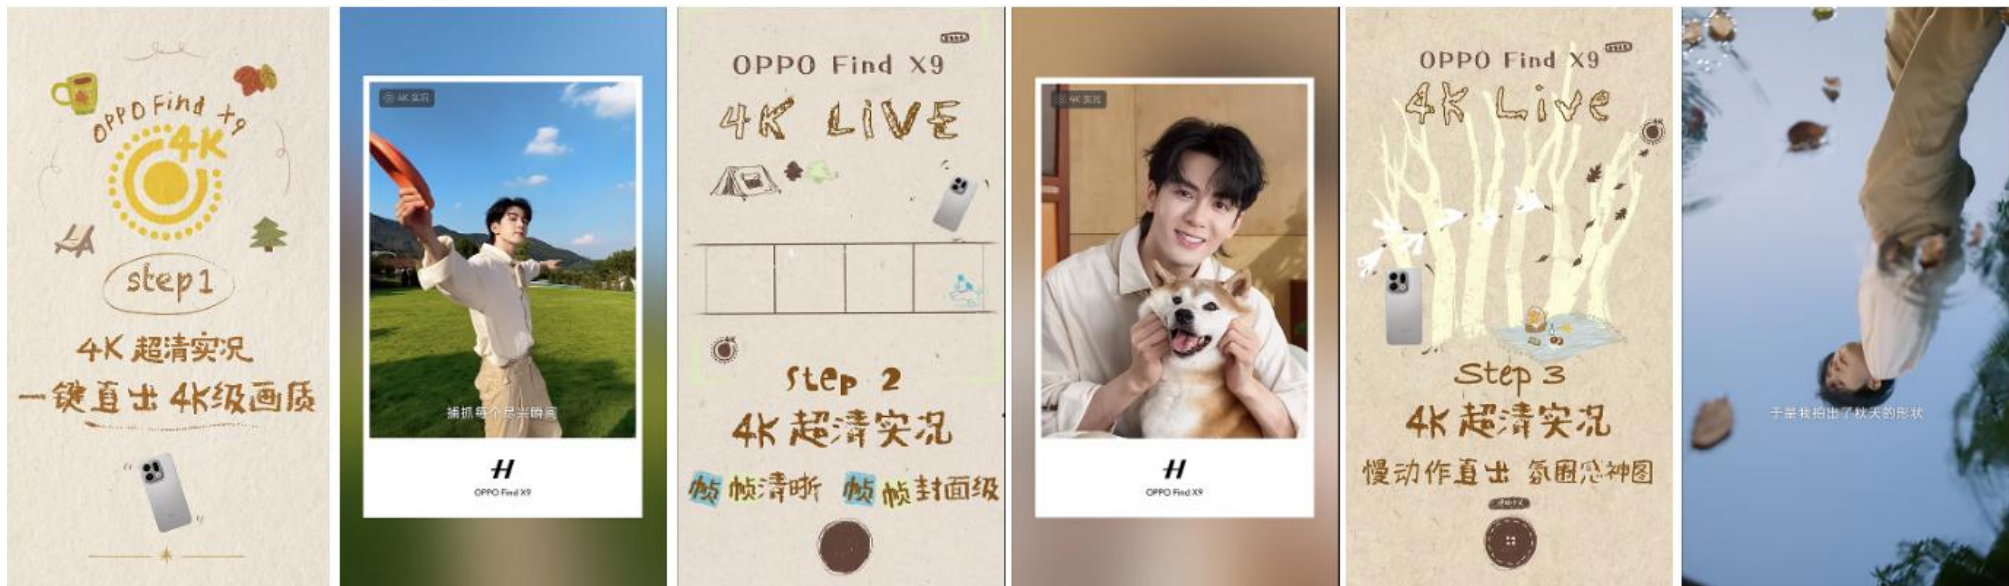 OPPO Find X9
4K
step1
4K 超清实况
一键直出 4K级画质
4K 实况
捕抓每个尽兴瞬间
H
OPPO Find X9
OPPO Find X9
4K LIVE
4K
step 2
4K 超清实况
帧帧清晰 帧帧封面级
4K 实况
H
OPPO Find X9
OPPO Find X9
4K Live
4K
Step 3
4K 超清实况
慢动作直出 氛围感神图
于是我拍出了秋天的形状